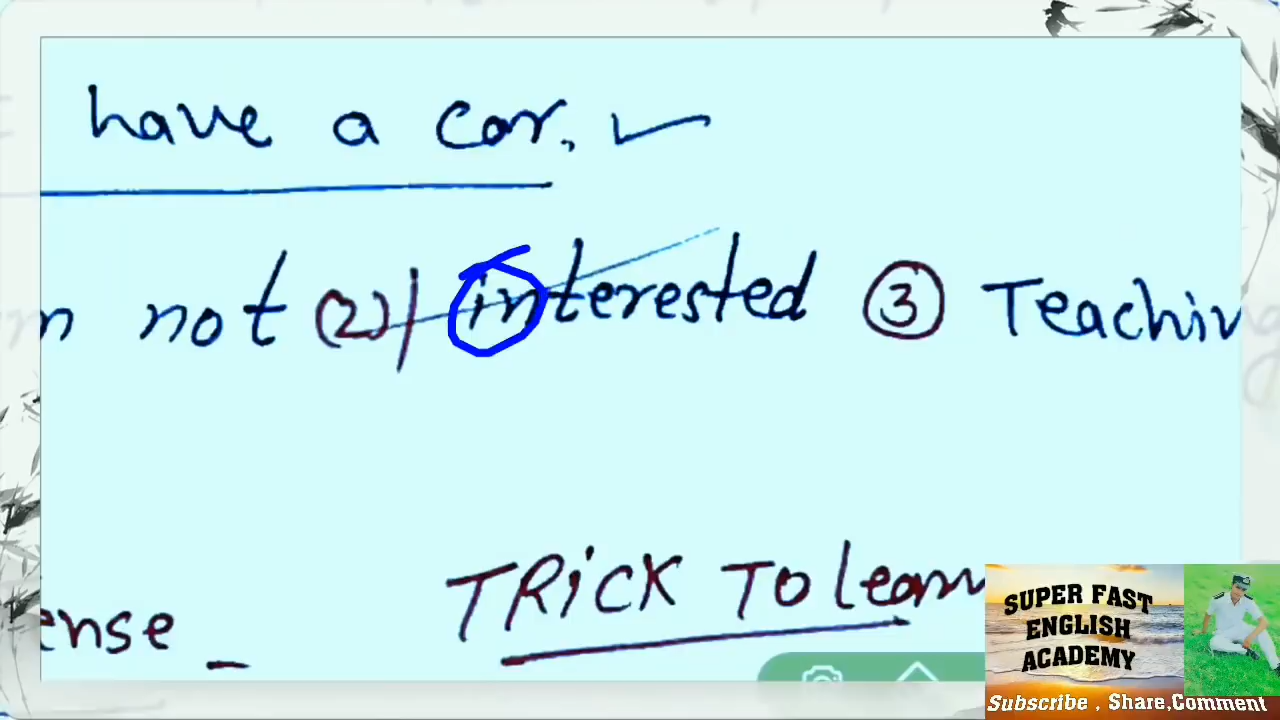 have a car.
not (2) interested ③ Teachin
ense
TRiCK TO learn
SUPER FAST
ENGLISH
ACADEMY
Subscribe , Share,Comment